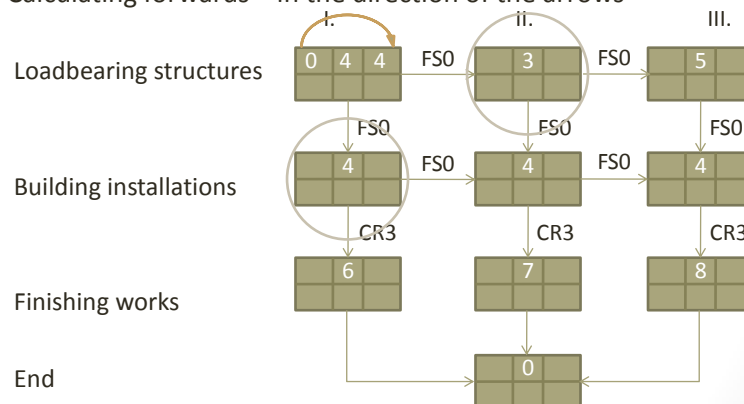 Calculating forwards – in the direction of the arrows
I. II. III.
Loadbearing structures 0 4 4 FS0 3 FS0 5
FS0 FS0 FS0
Building installations 4 FS0 4 FS0 4
CR3 CR3 CR3
6 7 8
Finishing works
End 0